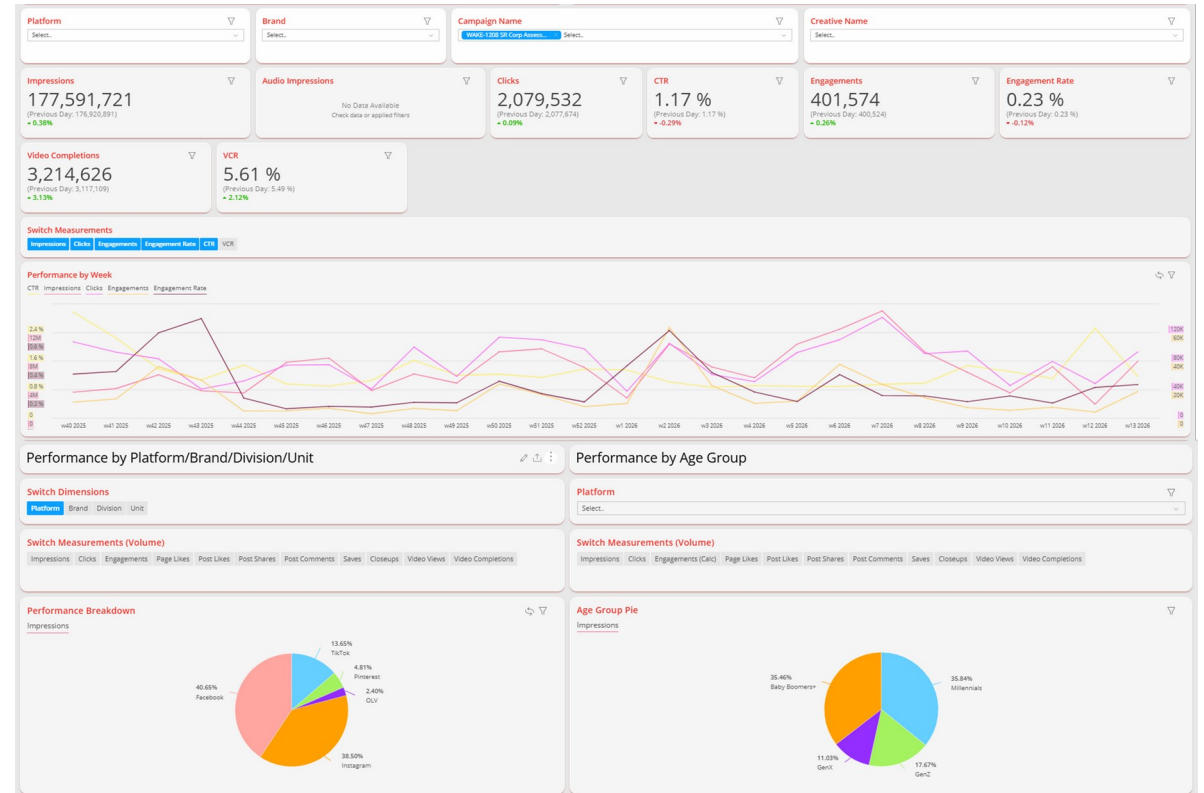 Platform
Select..
Brand
Select..
Campaign Name
WAKE-1208 SR Corp Assess... × Select..
Creative Name
Select..
Impressions
177,591,721
(Previous Day: 176,920,891)
0.38%
Audio Impressions
No Data Available
Check data or applied filters
Clicks
2,079,532
(Previous Day: 2,077,674)
0.09%
CTR
1.17 %
(Previous Day: 1.17 %)
-0.29%
Engagements
401,574
(Previous Day: 400,524)
0.26%
Engagement Rate
0.23 %
(Previous Day: 0.23 %)
-0.12%
Video Completions
3,214,626
(Previous Day: 3,117,109)
3.13%
VCR
5.61 %
(Previous Day: 5.49 %)
2.12%
Switch Measurements
Impressions Clicks Engagements Engagement Rate CTR VCR
Performance by Week
CTR Impressions Clicks Engagements Engagement Rate
2.4 %
12M
0.6 %
1.6 %
8M
0.4 %
0.8 %
4M
0.2 %
0
0
120K
60K
80K
40K
40K
20K
0
0
w40 2025 w41 2025 w42 2025 w43 2025 w44 2025 w45 2025 w46 2025 w47 2025 w48 2025 w49 2025 w50 2025 w51 2025 w52 2025 w1 2026 w2 2026 w3 2026 w4 2026 w5 2026 w6 2026 w7 2026 w8 2026 w9 2026 w10 2026 w11 2026 w12 2026 w13 2026
Performance by Platform/Brand/Division/Unit
Switch Dimensions
Platform Brand Division Unit
Switch Measurements (Volume)
Impressions Clicks Engagements Page Likes Post Likes Post Shares Post Comments Saves Closeups Video Views Video Completions
Performance Breakdown
Impressions
13.65%
TikTok
4.81%
Pinterest
2.40%
OLV
40.65%
Facebook
38.50%
Instagram
Performance by Age Group
Platform
Select..
Switch Measurements (Volume)
Impressions Clicks Engagements (Calc) Page Likes Post Likes Post Shares Post Comments Saves Closeups Video Views Video Completions
Age Group Pie
Impressions
35.46%
Baby Boomers+
35.84%
Millennials
11.03%
GenX
17.67%
GenZ